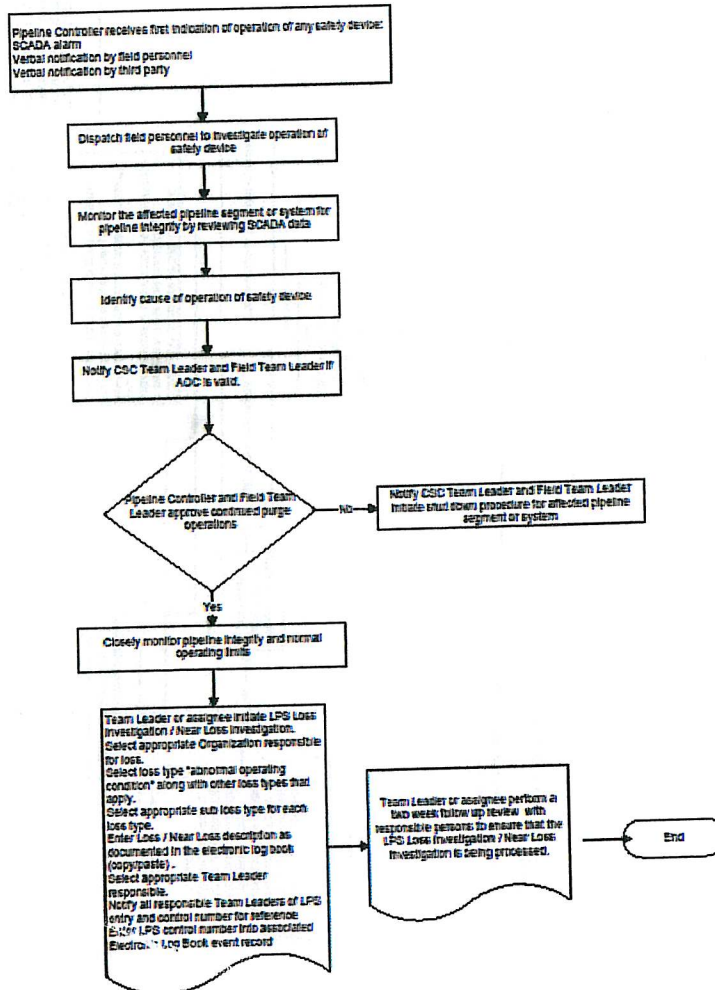 Pipeline Controller receives first indication of operation of any safety device:
SCADA alarm
Verbal notification by field personnel
Verbal notification by third party
Dispatch field personnel to investigate operation of
safety device
Monitor the affected pipeline segment or system for
pipeline integrity by reviewing SCADA data
Identify cause of operation of safety device
Notify CSC Team Leader and Field Team Leader if
AOC is valid.
Pipeline Controller and Field Team
Leader approve continued purge
operations
No
Notify CSC Team Leader and Field Team Leader
Initiate shut down procedure for affected pipeline
segment or system
Yes
Closely monitor pipeline integrity and normal
operating limits
Team Leader or assignee initiate LPS Loss
Investigation / Near Loss Investigation.
Select appropriate Organization responsible
for loss.
Select loss type "abnormal operating
condition" along with other loss types that
apply.
Select appropriate sub loss type for each
loss type.
Enter Loss / Near Loss description as
documented in the electronic log book
(copy/paste) .
Select appropriate Team Leader
responsible.
Notify all responsible Team Leaders of LPS
entry and control number for reference
Enter LPS control number into associated
Electronic Log Book event record
Team Leader or assignee perform a
two week follow up review with
responsible persons to ensure that the
LPS Loss Investigation / Near Loss
Investigation is being processed.
End